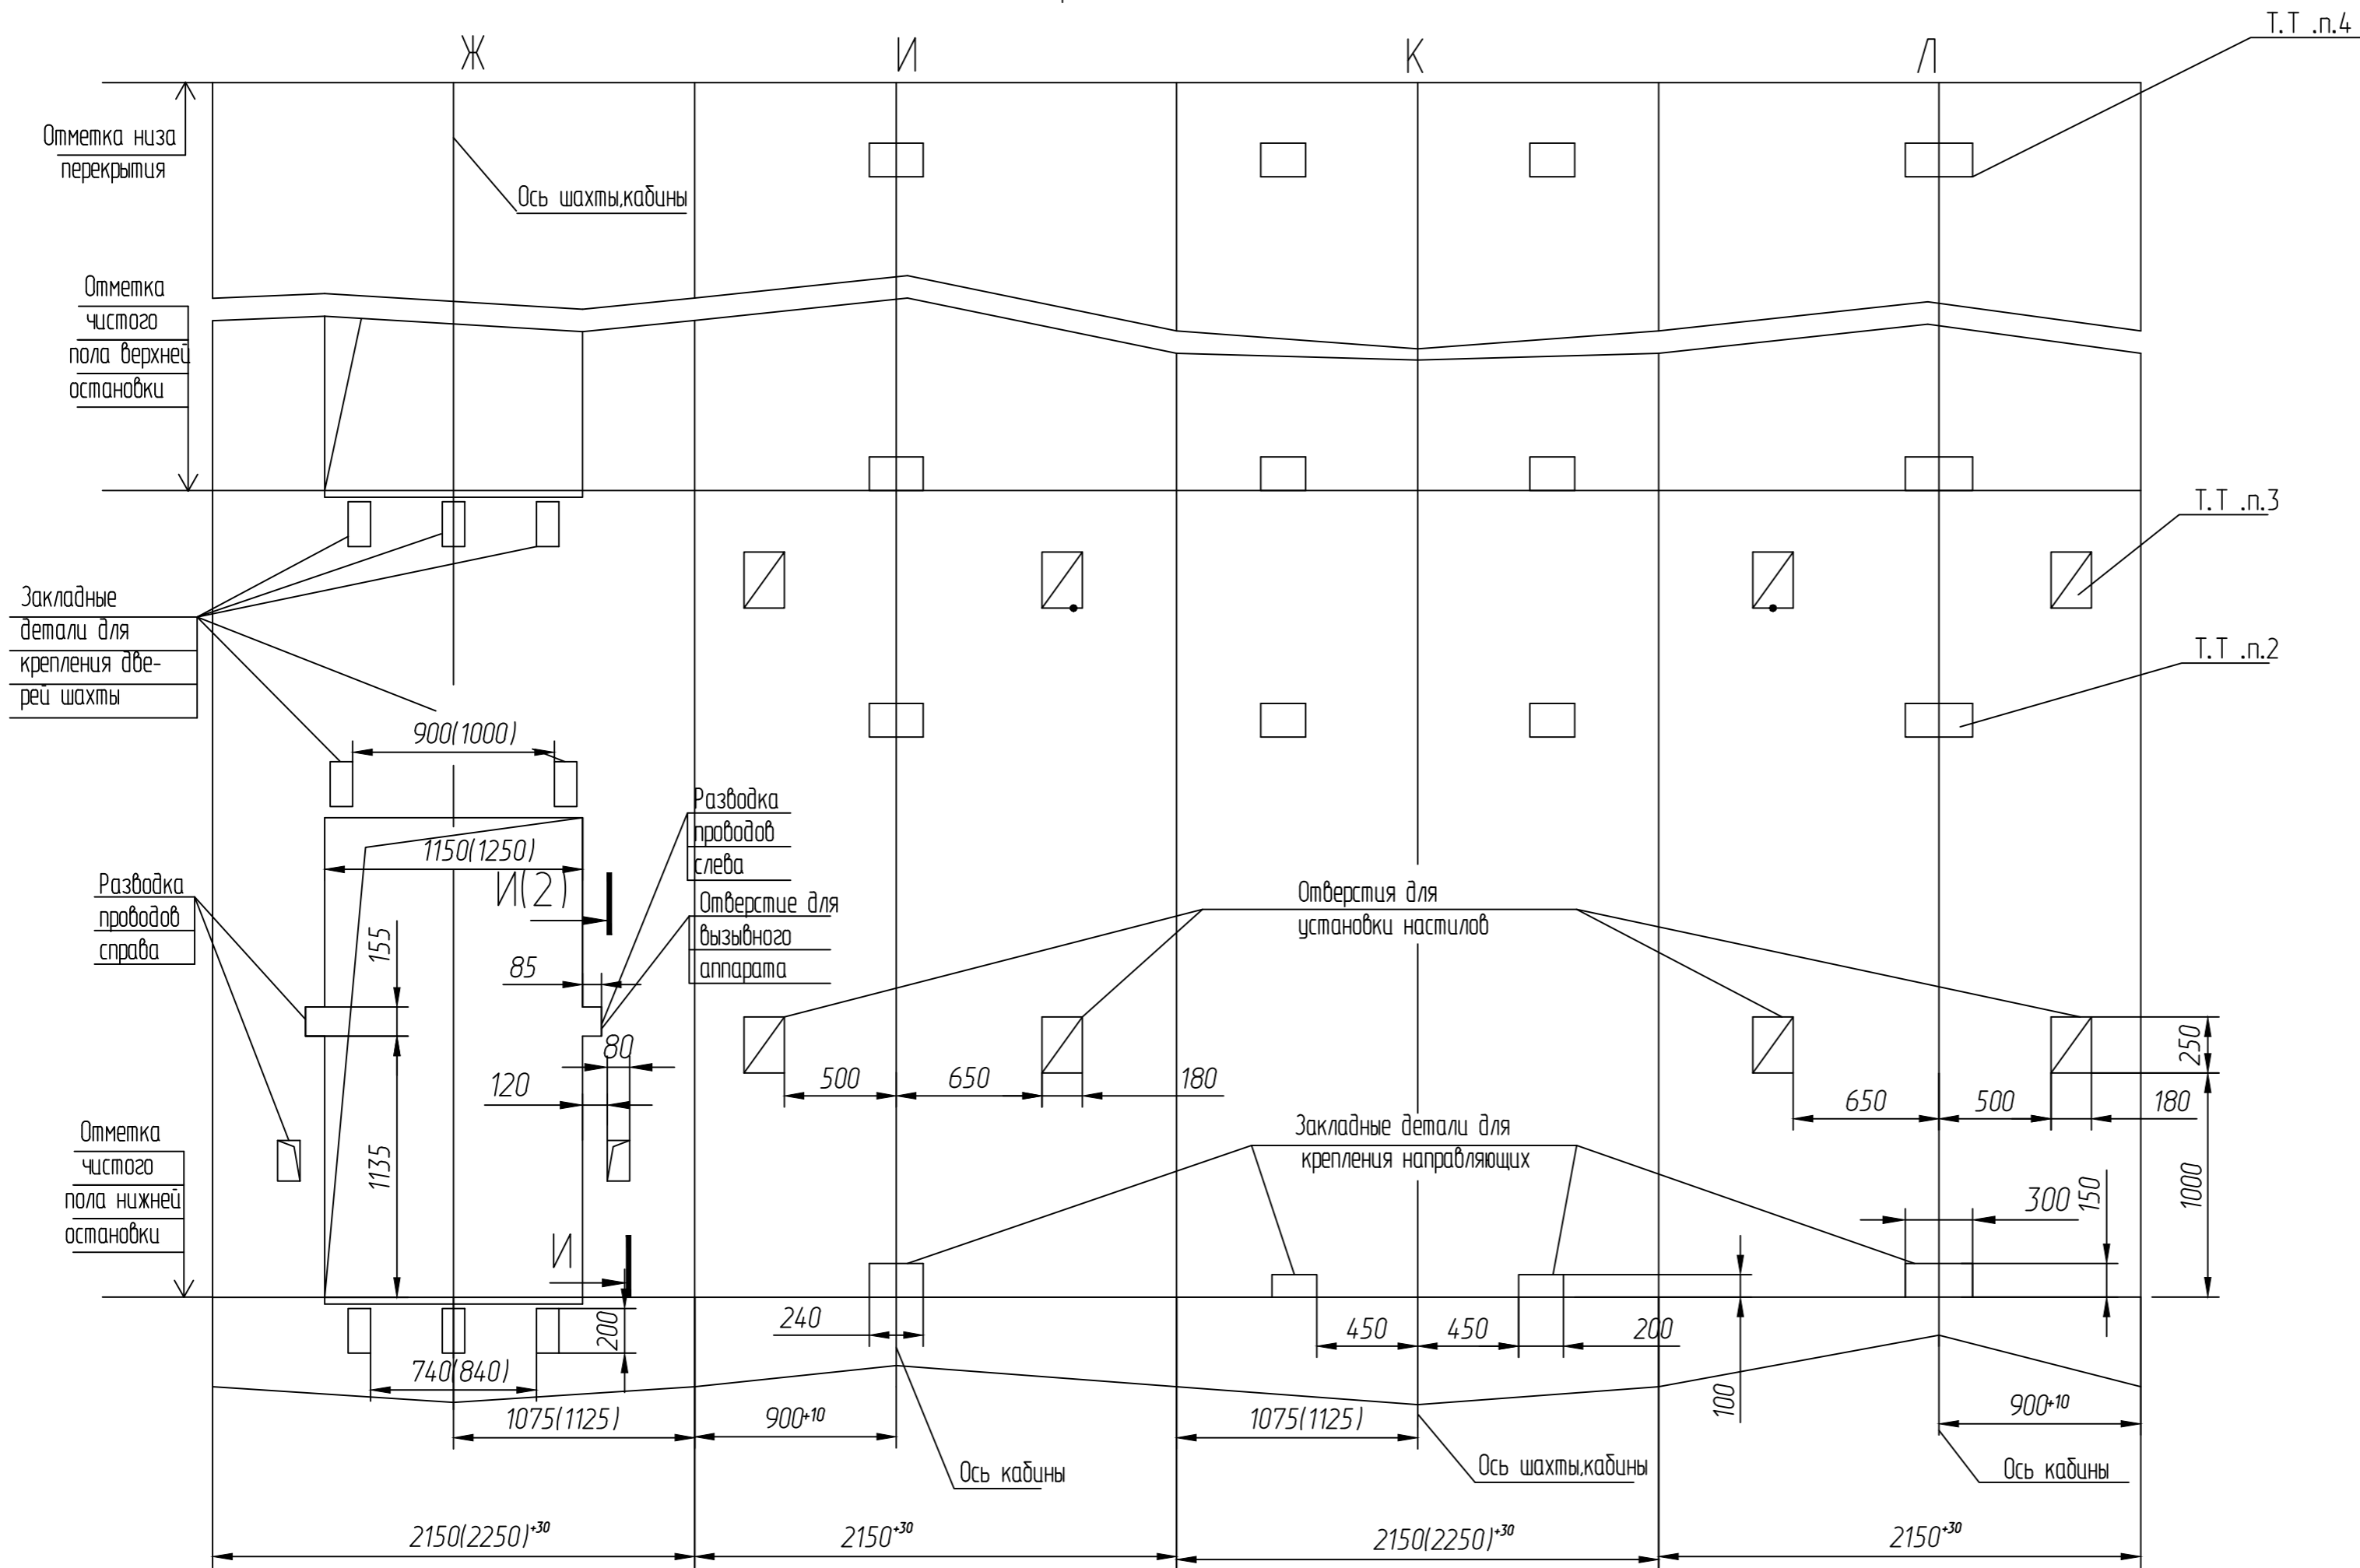 Ж
И
К
Л
Т.Т .п.4
Отметка низа
перекрытия
Ось шахты,кабины
Отметка
чистого
пола верхней
остановки
Т.Т .п.3
Закладные
детали для
крепления две-
рей шахты
Т.Т .п.2
900(1000)
Разводка
проводов
слева
1150(1250)
И(2)
Разводка
проводов
справа
155
85
Отверстие для
вызывного
аппарата
Отверстия для
установки настилов
80
120
500
650
180
650
500
180
250
1000
1135
Отметка
чистого
пола нижней
остановки
Закладные детали для
крепления направляющих
И
300
150
200
240
450
450
200
100
740(840)
1075(1125)
900+10
1075(1125)
900+10
Ось кабины
Ось шахты,кабины
Ось кабины
2150(2250)+30
2150+30
2150(2250)+30
2150+30